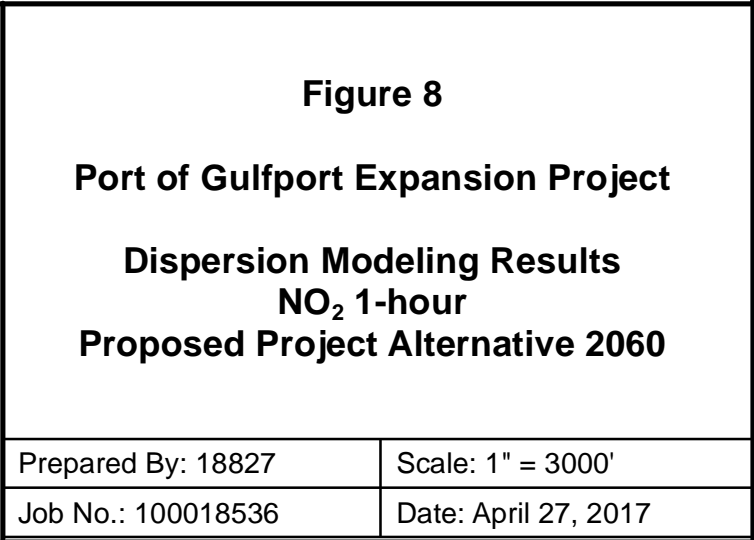 Figure 8
Port of Gulfport Expansion Project
Dispersion Modeling Results
NO₂ 1-hour
Proposed Project Alternative 2060
Prepared By: 18827
Scale: 1" = 3000'
Job No.: 100018536
Date: April 27, 2017